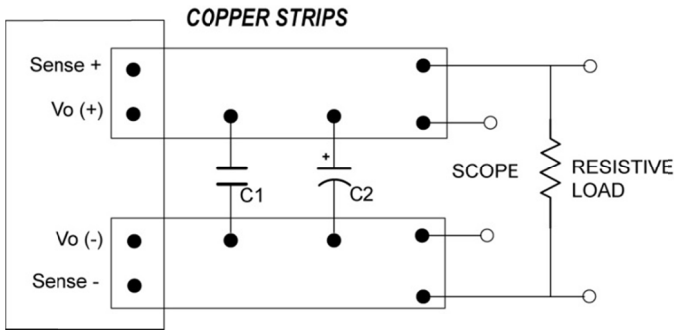 COPPER STRIPS
Sense +
Vo (+)
+
C1
C2
SCOPE
RESISTIVE
LOAD
Vo (-)
Sense -